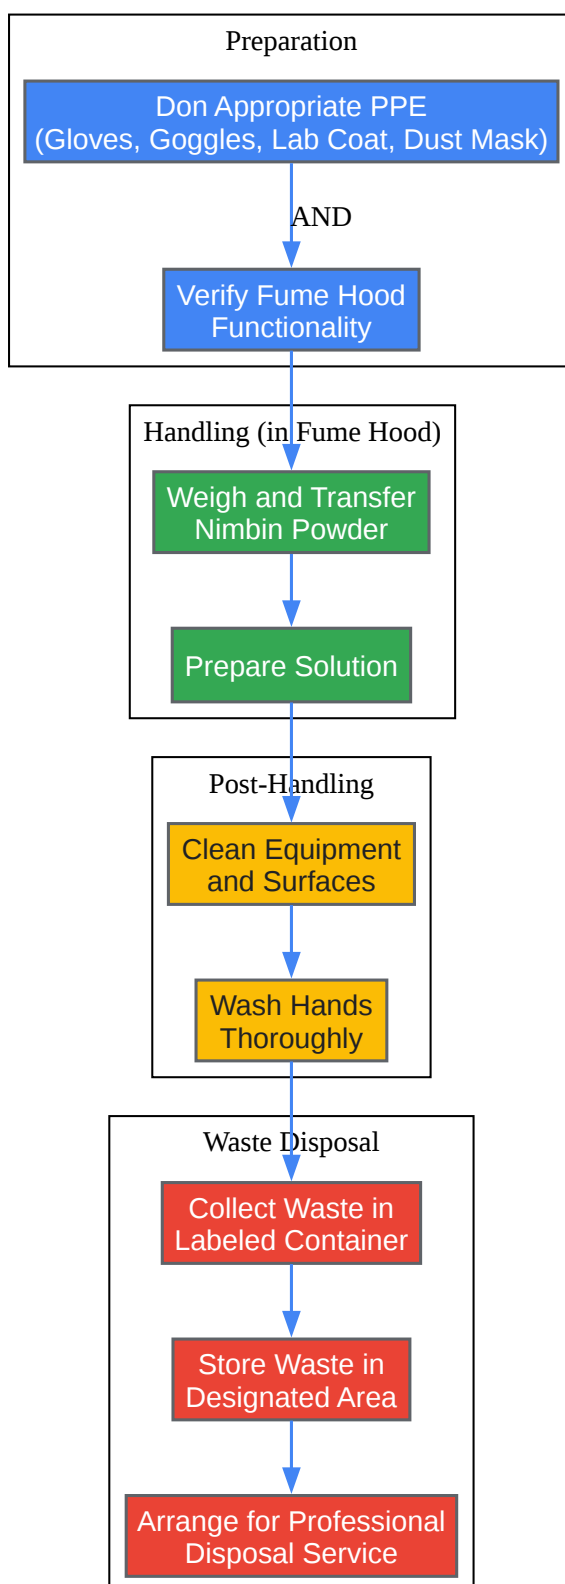 Preparation
Don Appropriate PPE
(Gloves, Goggles, Lab Coat, Dust Mask)
AND
Verify Fume Hood
Functionality
Handling (in Fume Hood)
Weigh and Transfer
Nimbin Powder
Prepare Solution
Post-Handling
Clean Equipment
and Surfaces
Wash Hands
Thoroughly
Waste Disposal
Collect Waste in
Labeled Container
Store Waste in
Designated Area
Arrange for Professional
Disposal Service